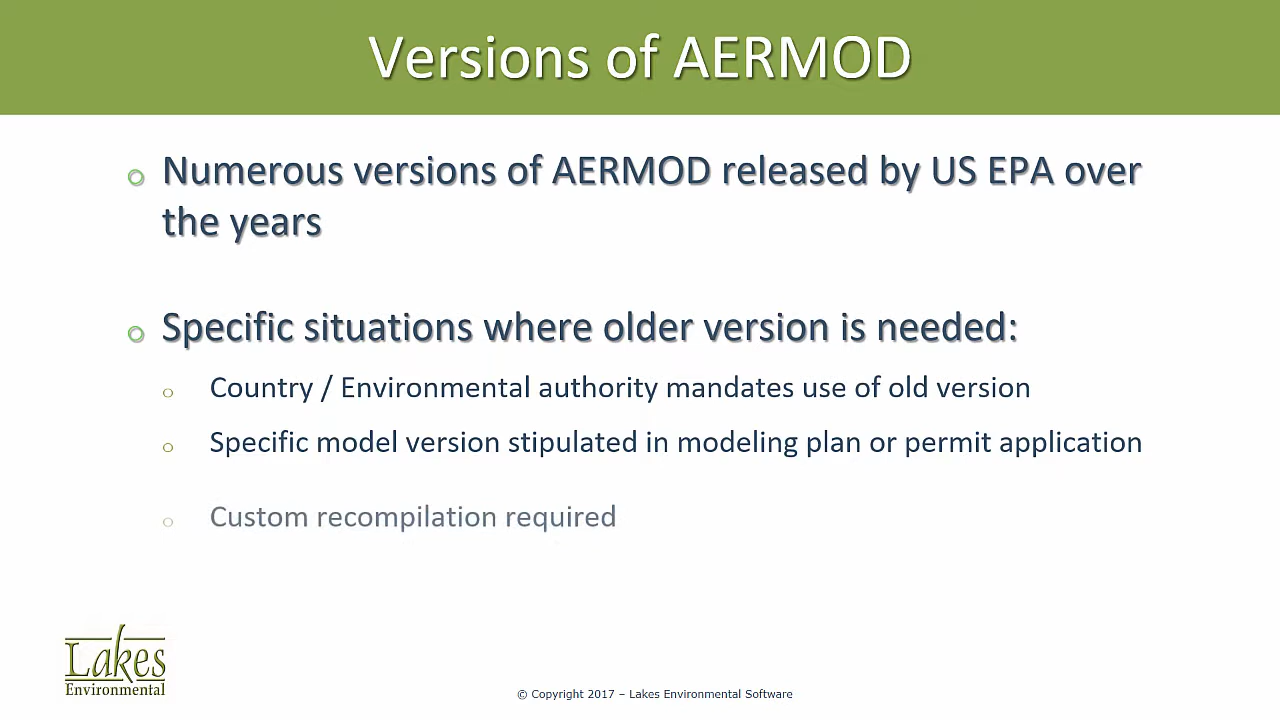 Versions of AERMOD
Numerous versions of AERMOD released by US EPA over
the years
Specific situations where older version is needed:
Country / Environmental authority mandates use of old version
Specific model version stipulated in modeling plan or permit application
Custom recompilation required
Lakes
Environmental
© Copyright 2017 – Lakes Environmental Software